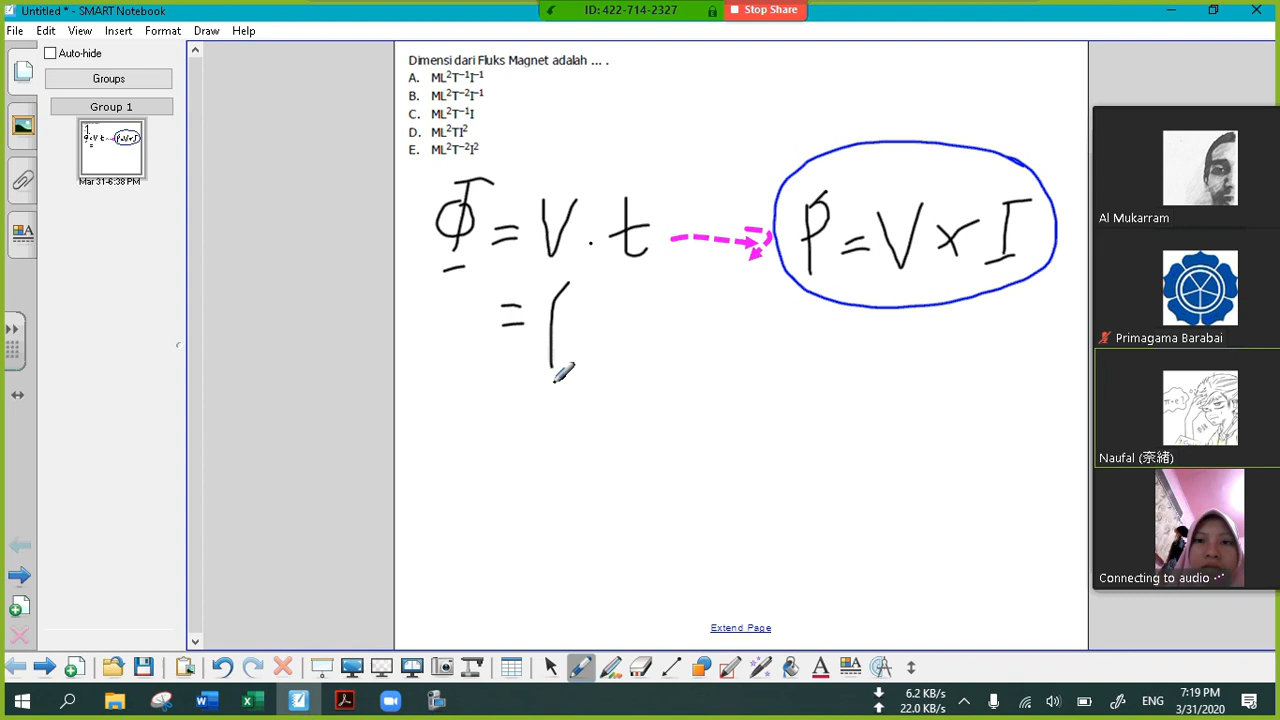 Untitled * - SMART Notebook
ID: 422-714-2327
Stop Share
File Edit View Insert Format Draw Help
Auto-hide
Groups
Group 1
Mar 31-6:38 PM
Dimensi dari Fluks Magnet adalah ... .
A. ML²T⁻¹I⁻¹
B. ML²T⁻²I⁻¹
C. ML²T⁻¹I
D. ML²TI²
E. ML²T⁻²I²
Φ = V . t
P = V x I
= (
Extend Page
Al Mukarram
Primagama Barabai
Naufal (奈緒)
Connecting to audio
6.2 KB/s
22.0 KB/s
ENG
7:19 PM
3/31/2020